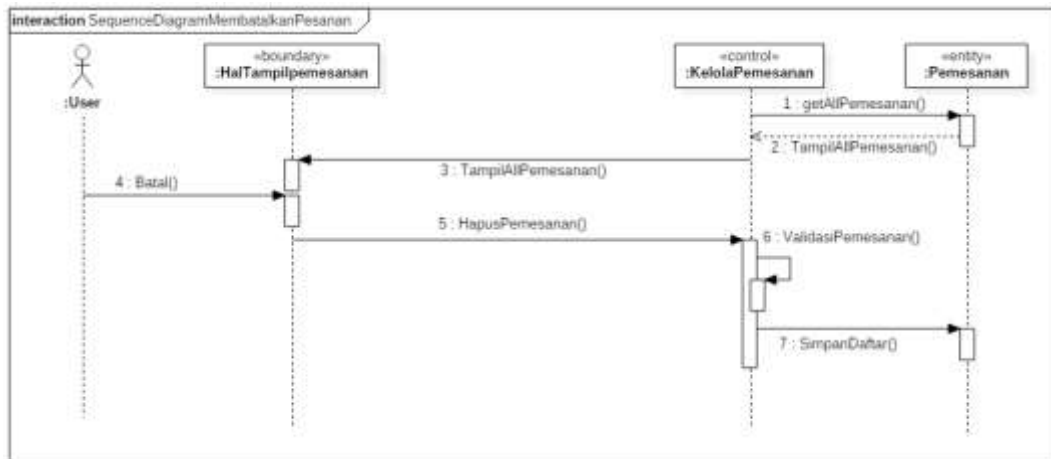 interaction SequenceDiagramMembatalkanPesanan
«boundary»
:HalTampilpemesanan
«control»
:KelolaPemesanan
«entity»
:Pemesanan
:User
1 : getAllPemesanan()
2 : TampilAllPemesanan()
3 : TampilAllPemesanan()
4 : Batal()
5 : HapusPemesanan()
6 : ValidasiPemesanan()
7 : SimpanDaftar()